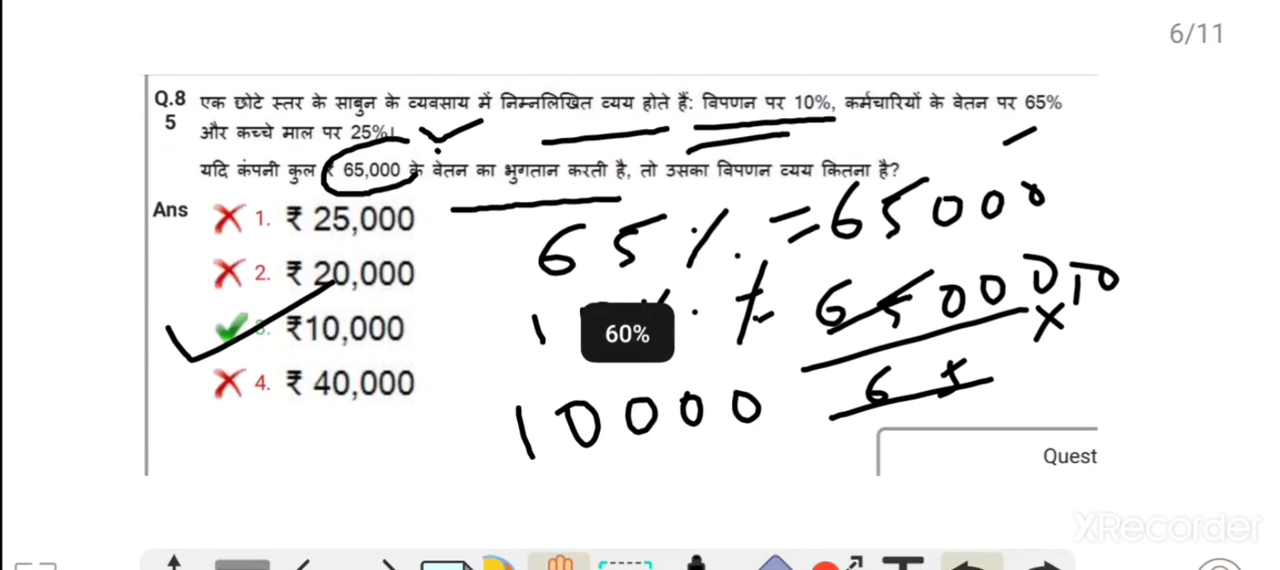 6/11
Q.8 एक छोटे स्तर के साबुन के व्यवसाय में निम्नलिखित व्यय होते हैं: विपणन पर 10%, कर्मचारियों के वेतन पर 65%
5 और कच्चे माल पर 25%।
यदि कंपनी कुल ₹ 65,000 के वेतन का भुगतान करती है, तो उसका विपणन व्यय कितना है?
Ans 1. ₹ 25,000
2. ₹ 20,000
3. ₹10,000
4. ₹ 40,000
65 % = 65000
65000 × 10
65
60%
10000
Quest
XRecorder